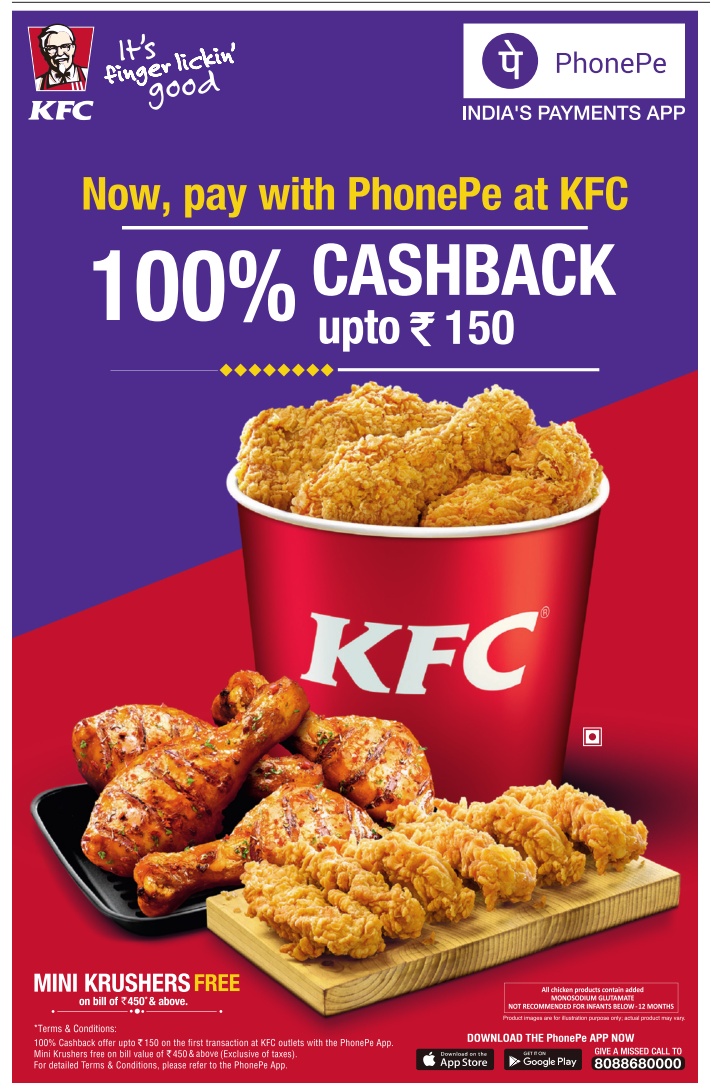 It's
finger lickin'
good
KFC
पे PhonePe
INDIA'S PAYMENTS APP
Now, pay with PhonePe at KFC
100% CASHBACK
upto ₹ 150
KFC®
MINI KRUSHERS FREE
on bill of ₹450* & above.
All chicken products contain added
MONOSODIUM GLUTAMATE
NOT RECOMMENDED FOR INFANTS BELOW -12 MONTHS
Product images are for illustration purpose only; actual product may vary.
*Terms & Conditions:
100% Cashback offer upto ₹ 150 on the first transaction at KFC outlets with the PhonePe App.
Mini Krushers free on bill value of ₹ 450 & above (Exclusive of taxes).
For detailed Terms & Conditions, please refer to the PhonePe App.
DOWNLOAD THE PhonePe APP NOW
Download on the
App Store
GET IT ON
Google Play
GIVE A MISSED CALL TO
8088680000